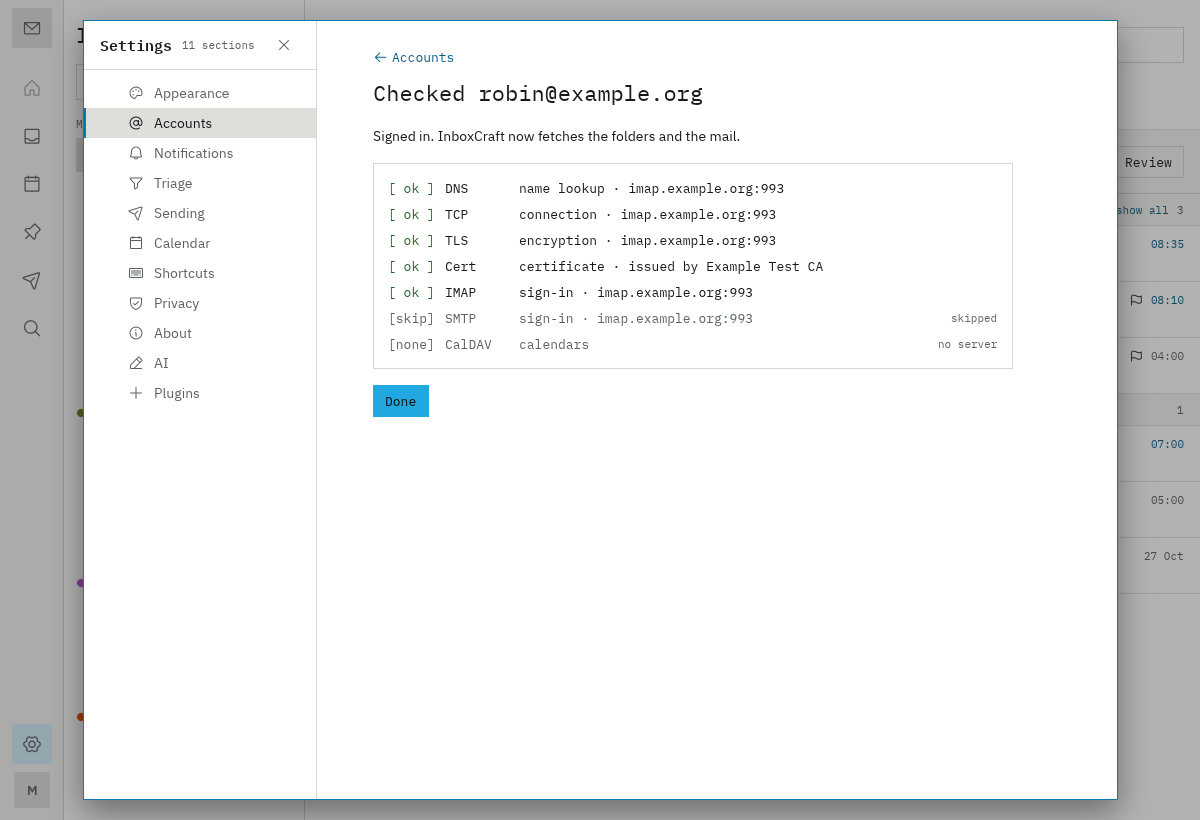 Settings 11 sections
Appearance
Accounts
Notifications
Triage
Sending
Calendar
Shortcuts
Privacy
About
AI
Plugins
M
← Accounts
Checked robin@example.org
Signed in. InboxCraft now fetches the folders and the mail.
[ ok ] DNS name lookup · imap.example.org:993
[ ok ] TCP connection · imap.example.org:993
[ ok ] TLS encryption · imap.example.org:993
[ ok ] Cert certificate · issued by Example Test CA
[ ok ] IMAP sign-in · imap.example.org:993
[skip] SMTP sign-in · imap.example.org:993 skipped
[none] CalDAV calendars no server
Done
Review
show all 3
08:35
08:10
04:00
1
07:00
05:00
27 Oct